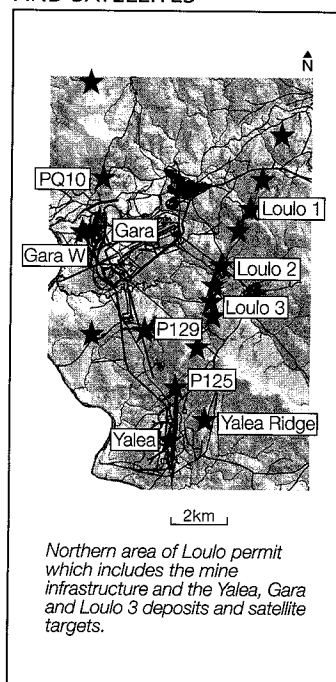 AND SATELLITES
N
PQ10
Loulo 1
Gara
Gara W
Loulo 2
Loulo 3
P129
P125
Yalea Ridge
Yalea
2km
Northern area of Loulo permit
which includes the mine
infrastructure and the Yalea, Gara
and Loulo 3 deposits and satellite
targets.